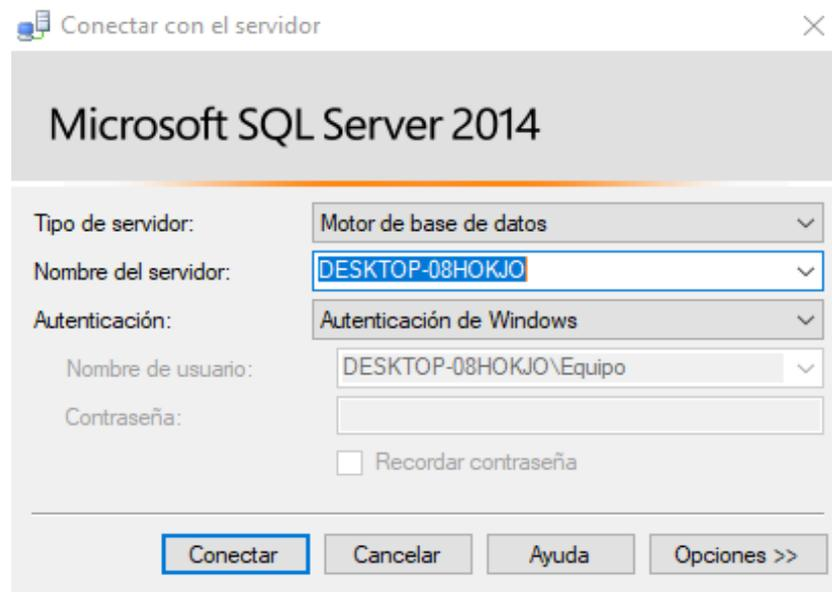 Conectar con el servidor
Microsoft SQL Server 2014
Tipo de servidor: Motor de base de datos
Nombre del servidor: DESKTOP-08HOKJO
Autenticación: Autenticación de Windows
Nombre de usuario: DESKTOP-08HOKJO\Equipo
Contraseña:
Recordar contraseña
Conectar Cancelar Ayuda Opciones >>